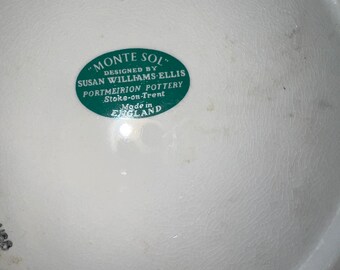 "MONTE SOL"
DESIGNED BY
SUSAN WILLIAMS-ELLIS
PORTMEIRION POTTERY
Stoke-on-Trent
Made in
ENGLAND